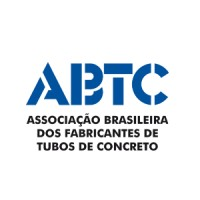 ABTC
ASSOCIAÇÃO BRASILEIRA
DOS FABRICANTES DE
TUBOS DE CONCRETO